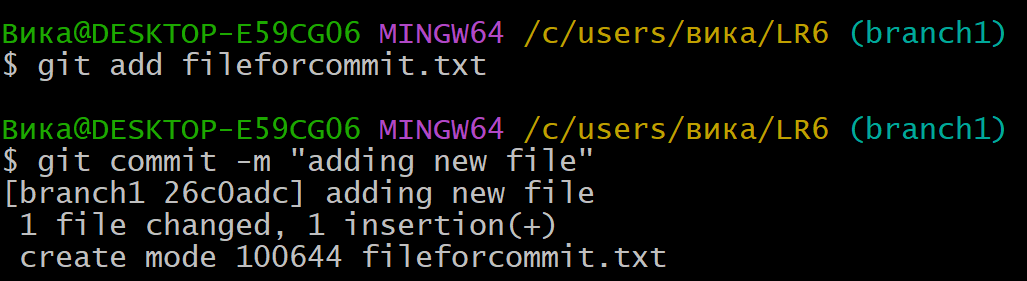 Вика@DESKTOP-E59CG06 MINGW64 /c/users/вика/LR6 (branch1)
$ git add fileforcommit.txt
Вика@DESKTOP-E59CG06 MINGW64 /c/users/вика/LR6 (branch1)
$ git commit -m "adding new file"
[branch1 26c0adc] adding new file
 1 file changed, 1 insertion(+)
 create mode 100644 fileforcommit.txt